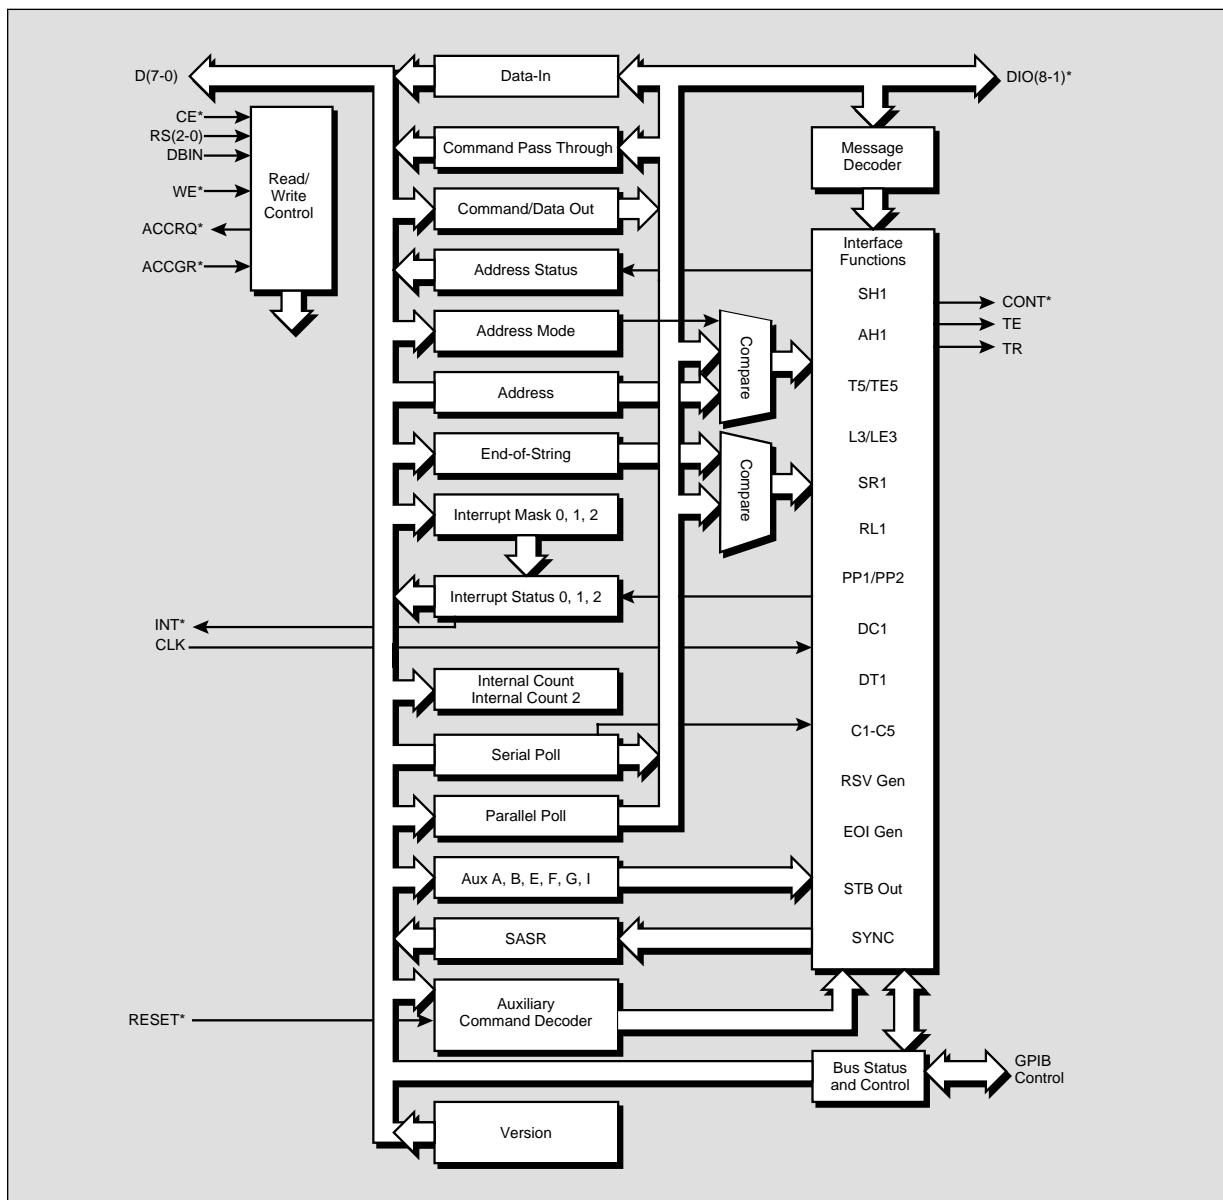 D(7-0)
Data-In
DIO(8-1)*
CE*
RS(2-0)
DBIN
WE*
ACCRQ*
ACCGR*
Read/
Write
Control
Command Pass Through
Message
Decoder
Command/Data Out
Address Status
Interface
Functions
SH1
AH1
T5/TE5
L3/LE3
SR1
RL1
PP1/PP2
DC1
DT1
C1-C5
RSV Gen
EOI Gen
STB Out
SYNC
CONT*
TE
TR
Address Mode
Compare
Address
End-of-String
Compare
Interrupt Mask 0, 1, 2
Interrupt Status 0, 1, 2
INT*
CLK
Internal Count
Internal Count 2
Serial Poll
Parallel Poll
Aux A, B, E, F, G, I
SASR
RESET*
Auxiliary
Command Decoder
Bus Status
and Control
GPIB
Control
Version